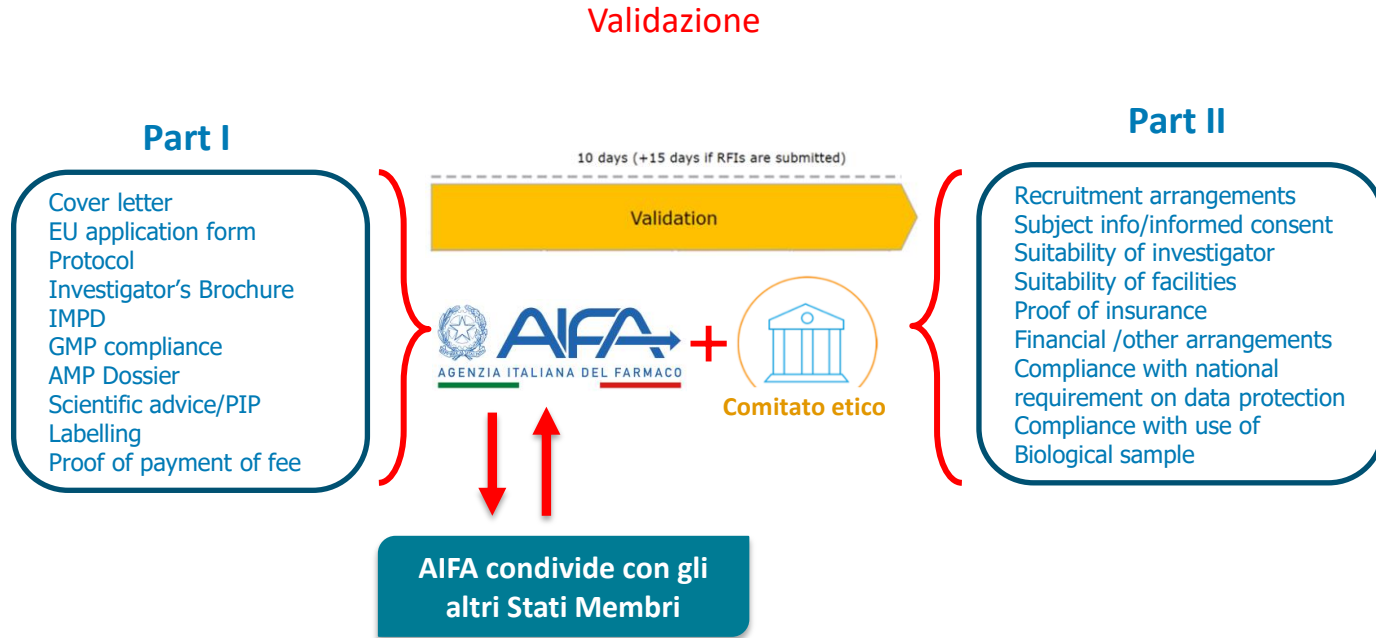 Validazione
Part I
Cover letter
EU application form
Protocol
Investigator’s Brochure
IMPD
GMP compliance
AMP Dossier
Scientific advice/PIP
Labelling
Proof of payment of fee
10 days (+15 days if RFIs are submitted)
Validation
AIFA
AGENZIA ITALIANA DEL FARMACO
+
Comitato etico
AIFA condivide con gli
altri Stati Membri
Part II
Recruitment arrangements
Subject info/informed consent
Suitability of investigator
Suitability of facilities
Proof of insurance
Financial /other arrangements
Compliance with national
requirement on data protection
Compliance with use of
Biological sample